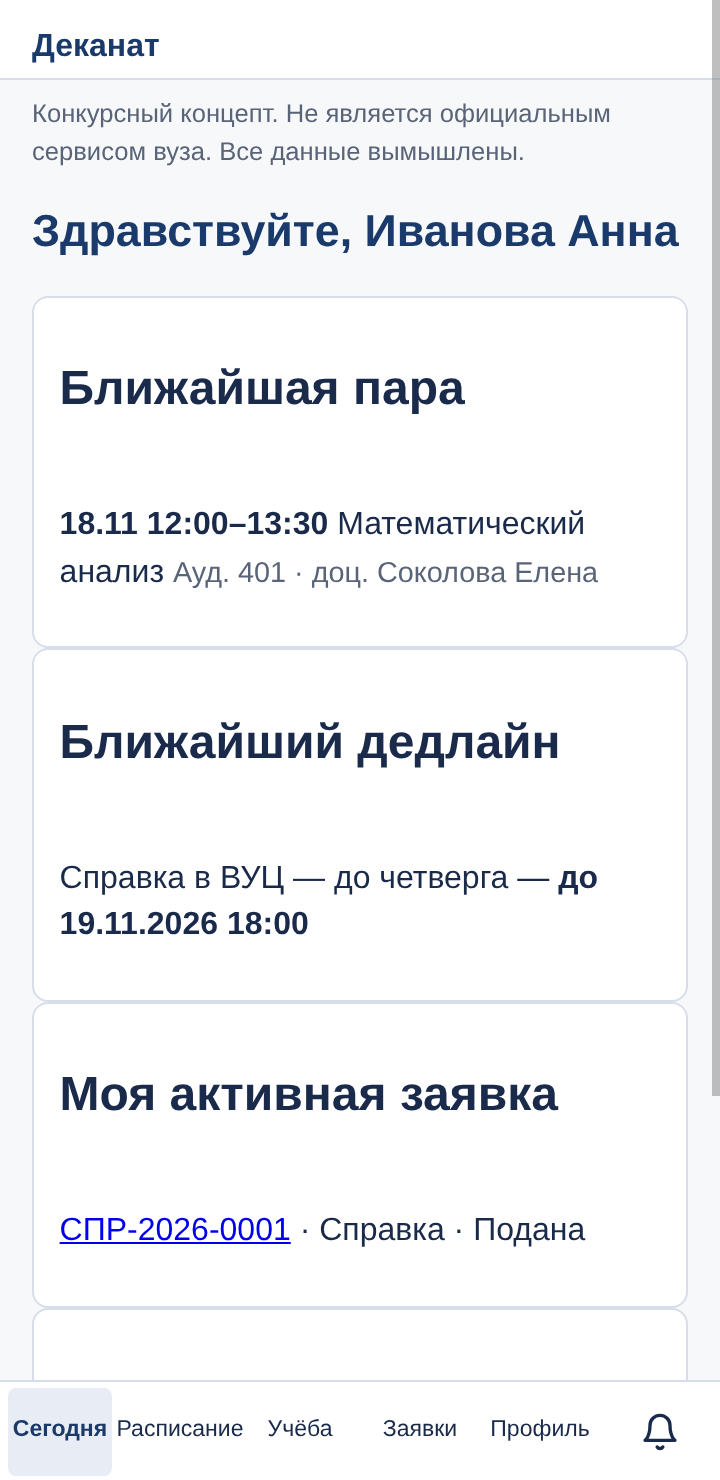 Деканат
Конкурсный концепт. Не является официальным
сервисом вуза. Все данные вымышлены.
Здравствуйте, Иванова Анна
Ближайшая пара
18.11 12:00–13:30 Математический
анализ Ауд. 401 · доц. Соколова Елена
Ближайший дедлайн
Справка в ВУЦ — до четверга — до
19.11.2026 18:00
Моя активная заявка
СПР-2026-0001 · Справка · Подана
Сегодня Расписание Учёба Заявки Профиль